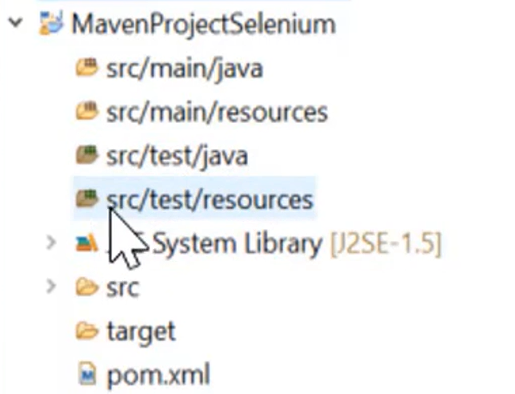 MavenProjectSelenium
src/main/java
src/main/resources
src/test/java
src/test/resources
System Library [J2SE-1.5]
src
target
pom.xml